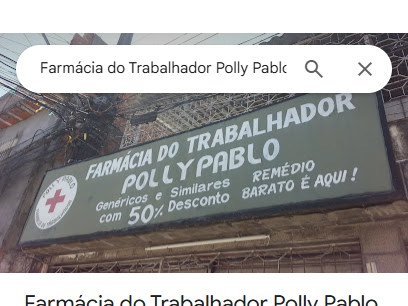 Farmácia do Trabalhador Polly Pablo
FARMÁCIA DO TRABALHADOR
POLLYPABLO
Genéricos e Similares
com 50% Desconto
REMÉDIO
BARATO É AQUI!
POLLY PABLO
Farmácia do Trabalhador Polly Pablo